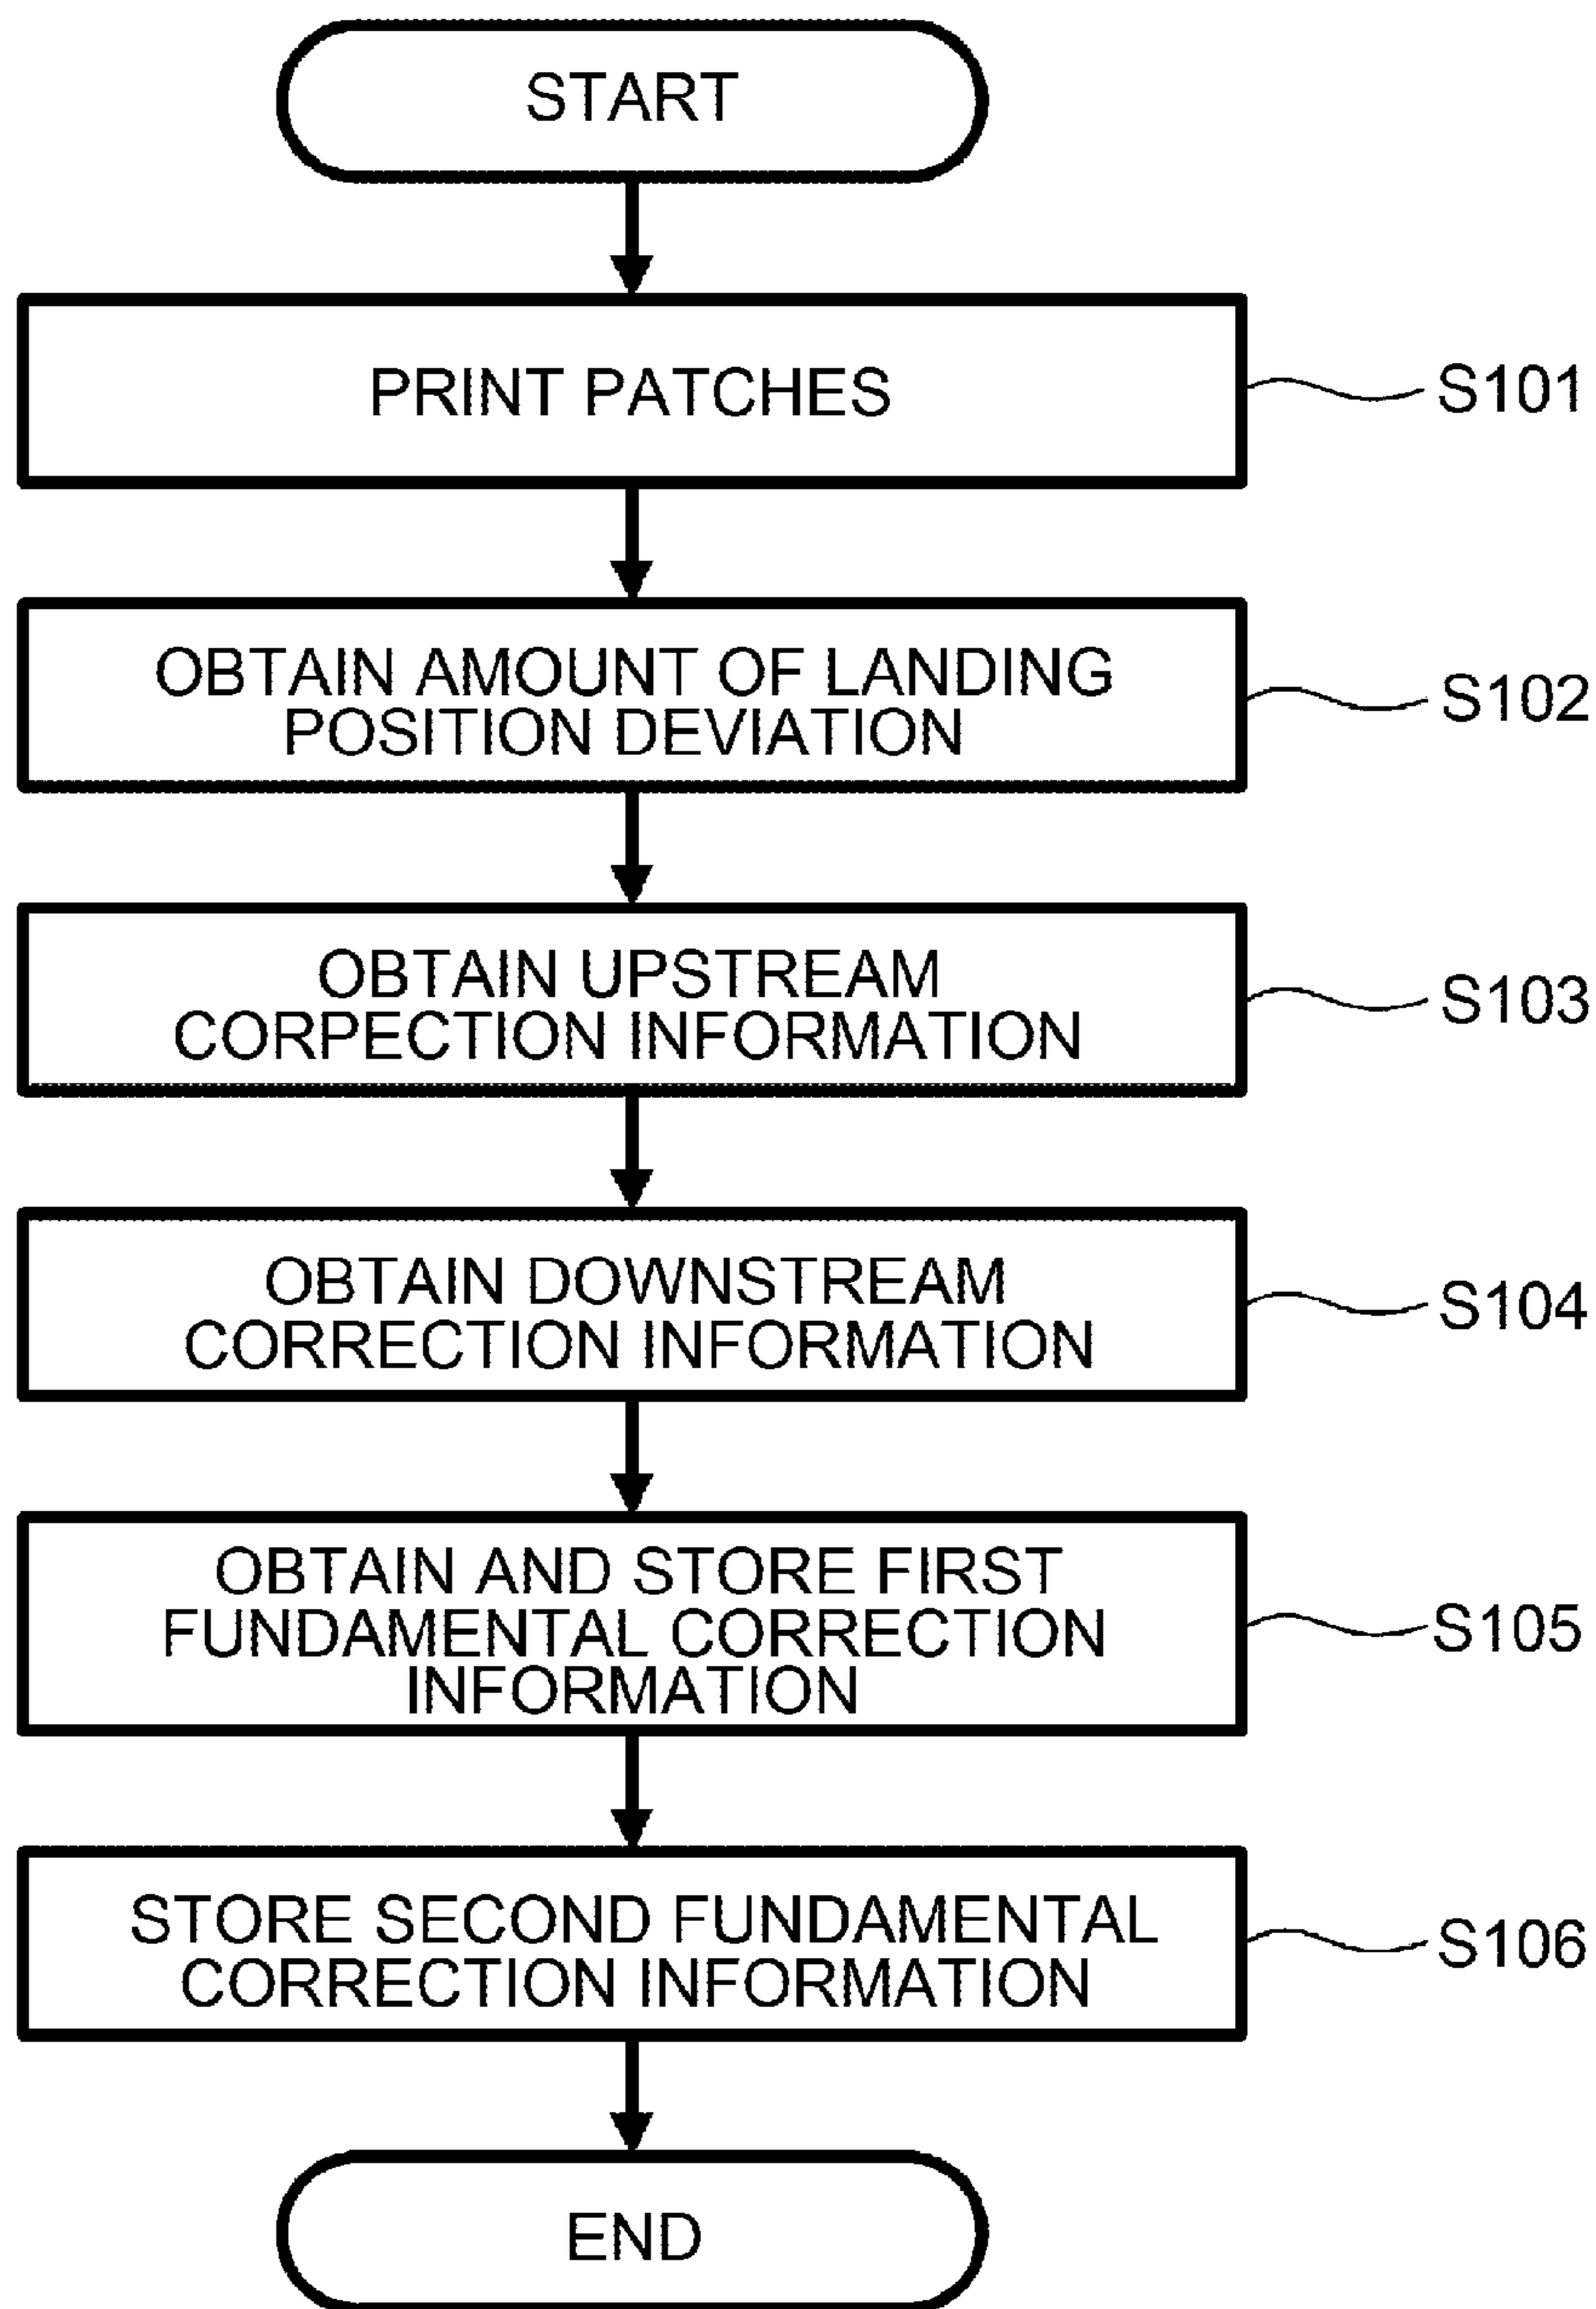 START
PRINT PATCHES
S101
OBTAIN AMOUNT OF LANDING
POSITION DEVIATION
S102
OBTAIN UPSTREAM
CORPECTION INFORMATION
S103
OBTAIN DOWNSTREAM
CORRECTION INFORMATION
S104
OBTAIN AND STORE FIRST
FUNDAMENTAL CORRECTION
INFORMATION
S105
STORE SECOND FUNDAMENTAL
CORRECTION INFORMATION
S106
END